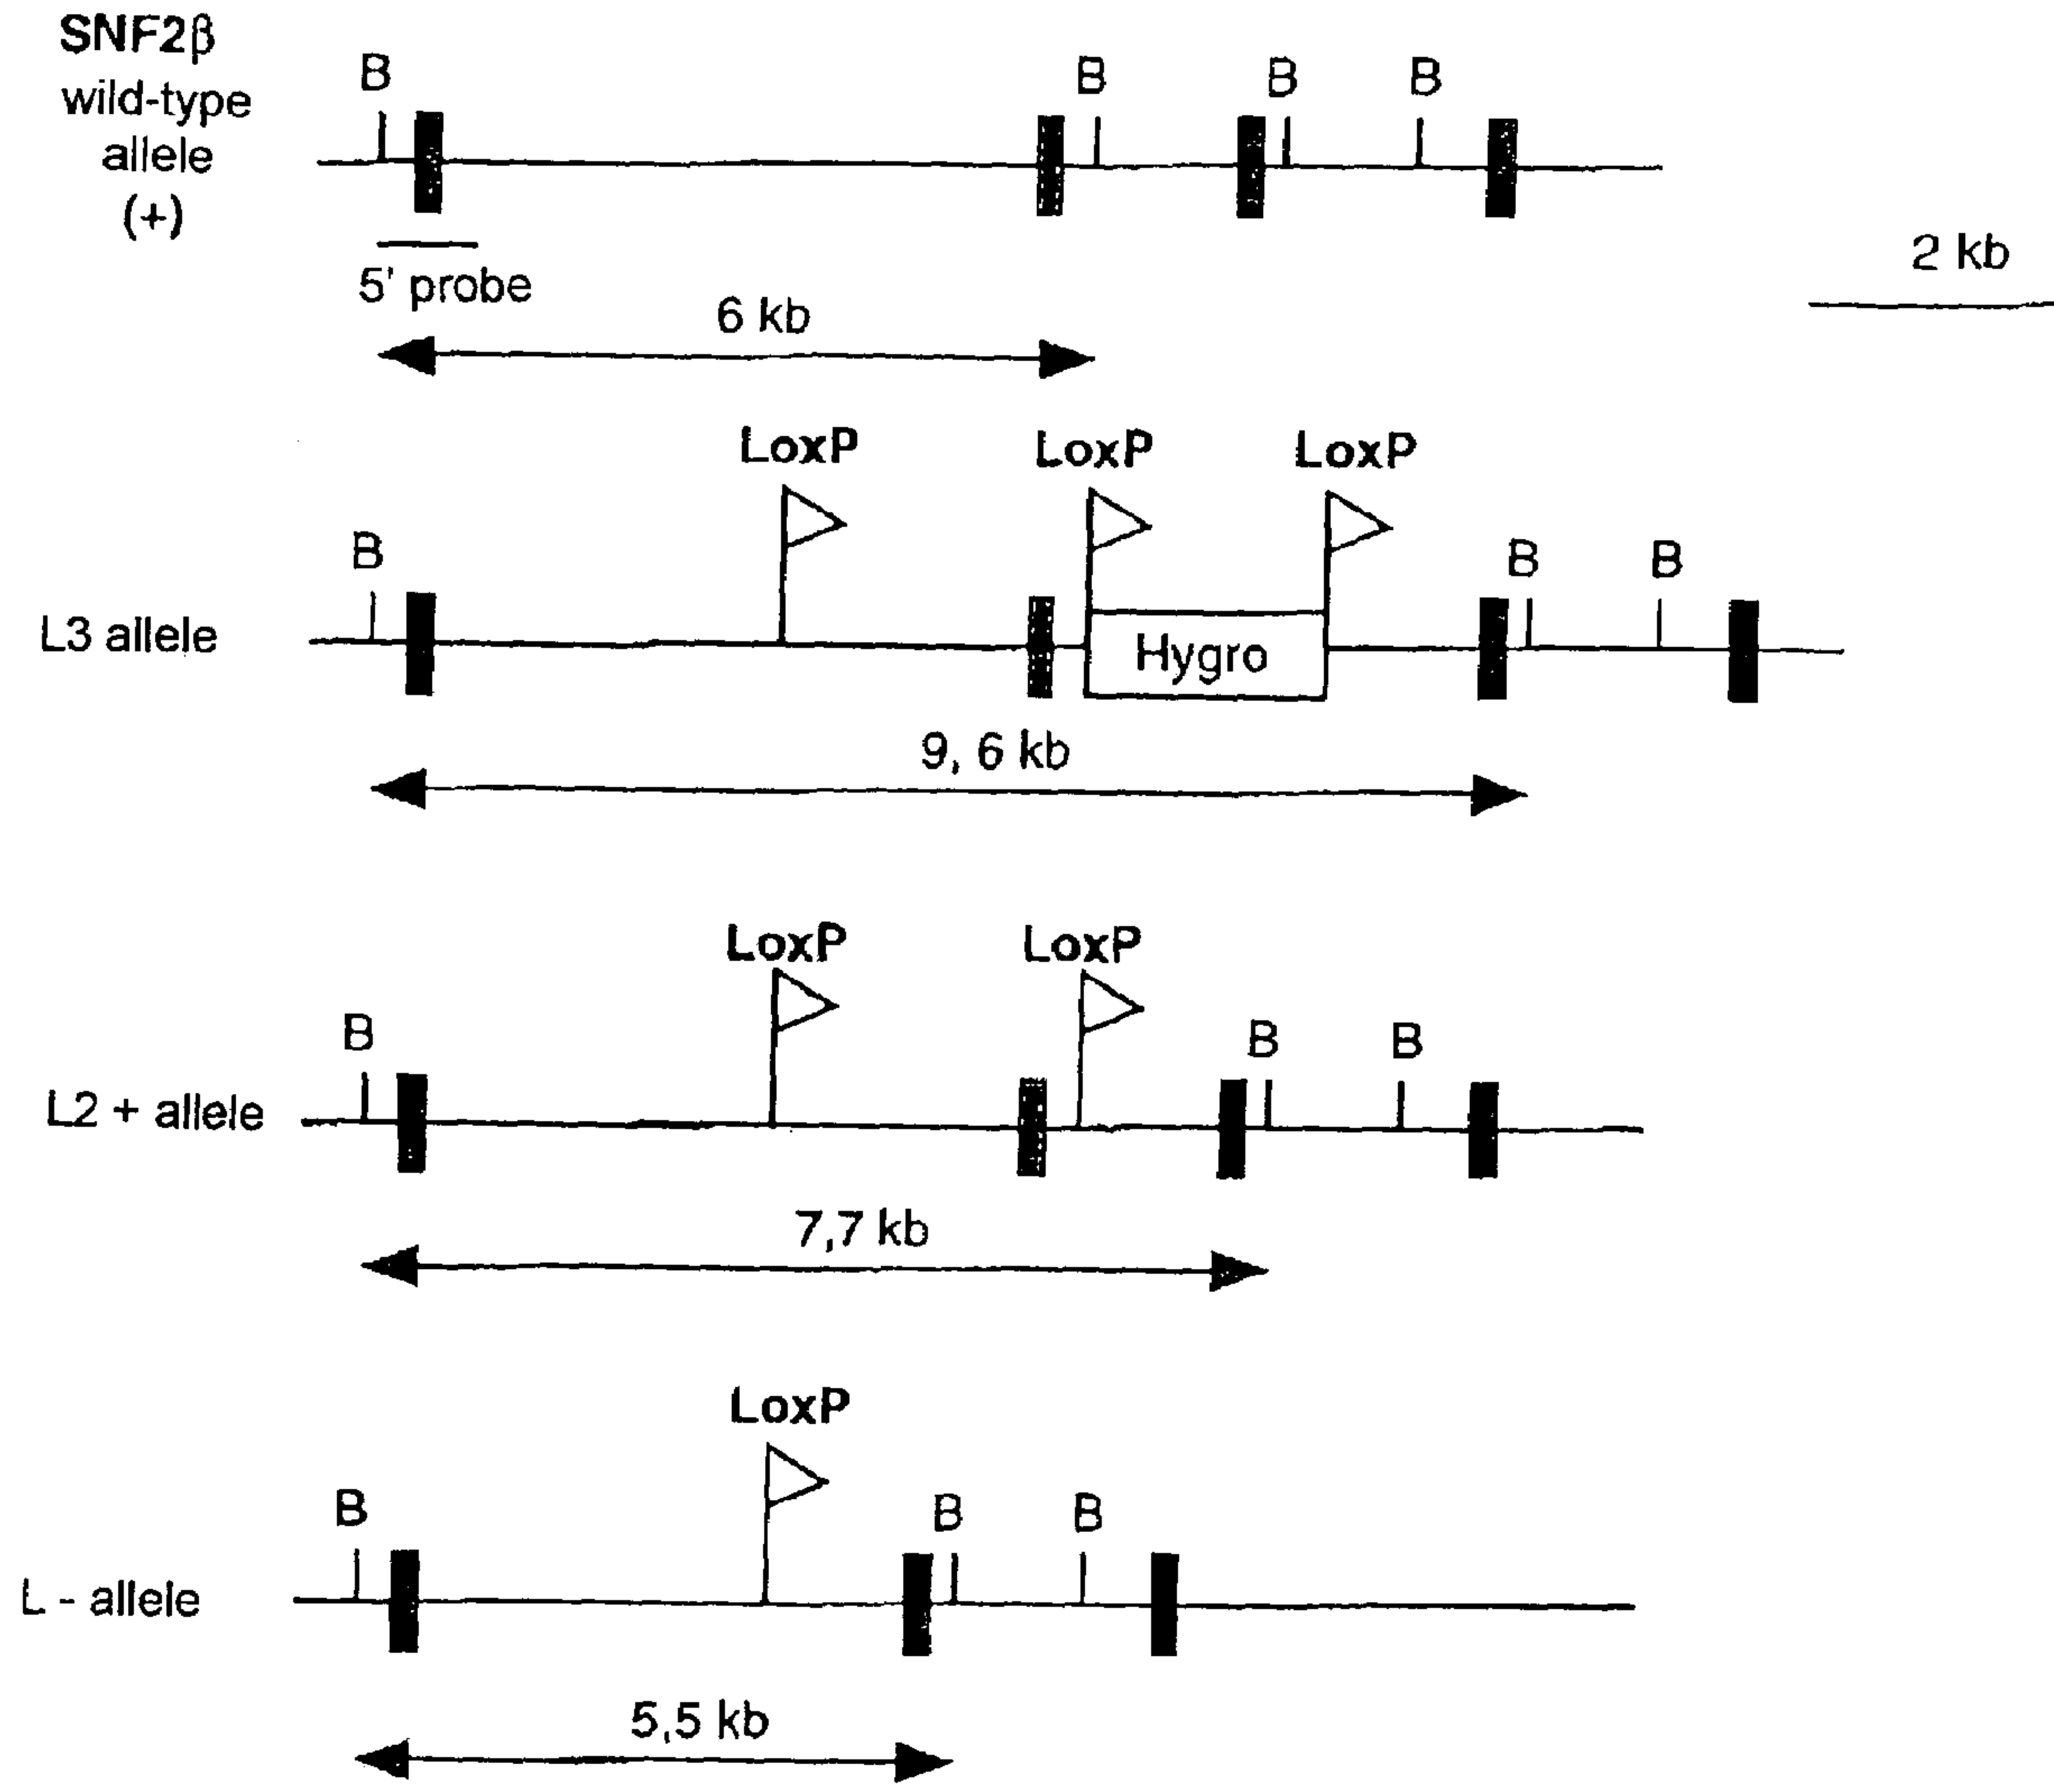 SNF2β
wild-type
allele
(+)
B
B
B
B
5' probe
2 kb
6 kb
LoxP
LoxP
LoxP
B
B
B
L3 allele
Hygro
9, 6 kb
LoxP
LoxP
B
B
B
L2 + allele
7,7 kb
LoxP
B
B
B
L - allele
5,5 kb